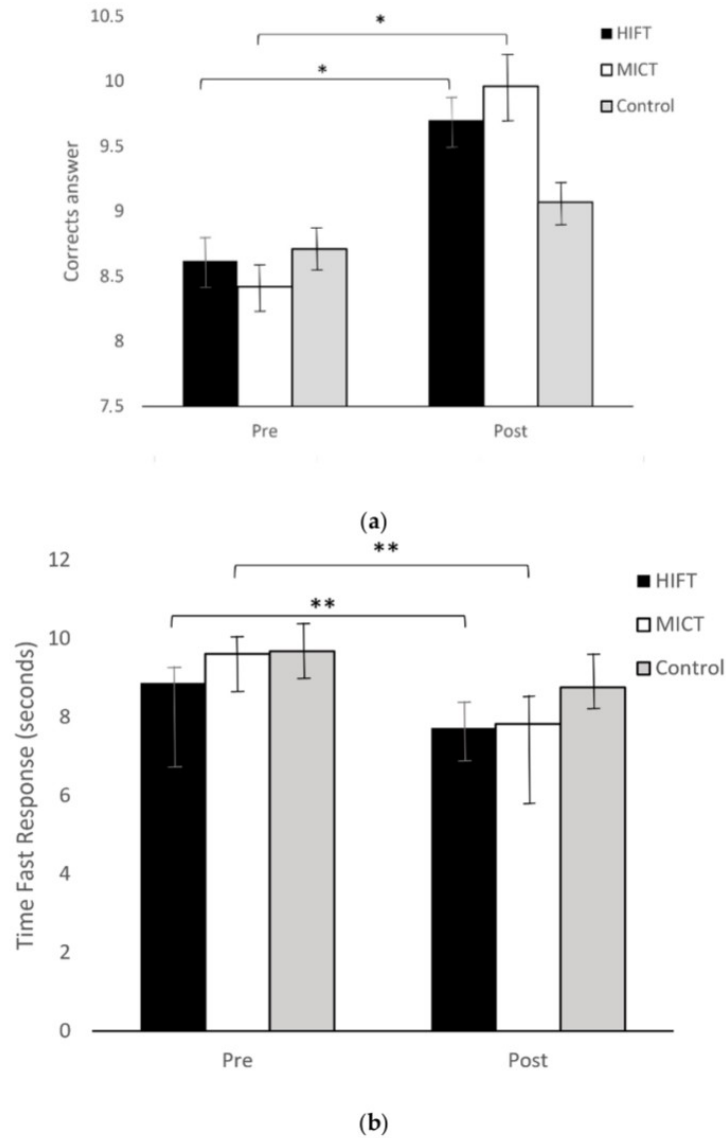 10.5
10
9.5
9
8.5
8
7.5
Corrects answer
*
*
HIFT
MICT
Control
Pre
Post
(a)
12
10
8
6
4
2
0
Time Fast Response (seconds)
**
**
HIFT
MICT
Control
Pre
Post
(b)